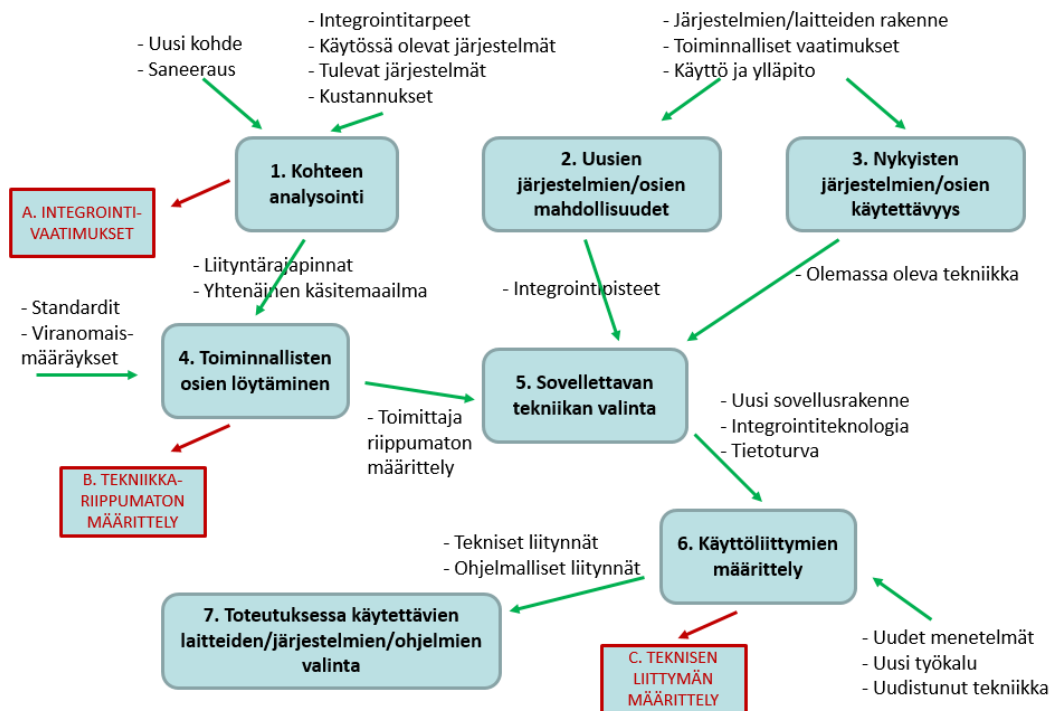 - Uusi kohde
- Saneeraus
- Integrointitarpeet
- Käytössä olevat järjestelmät
- Tulevat järjestelmät
- Kustannukset
- Järjestelmien/laitteiden rakenne
- Toiminnalliset vaatimukset
- Käyttö ja ylläpito
1. Kohteen
analysointi
2. Uusien
järjestelmien/osien
mahdollisuudet
3. Nykyisten
järjestelmien/osien
käytettävyys
A. INTEGROINTI-
VAATIMUKSET
- Liityntärajapinnat
- Yhtenäinen käsitemaailma
- Integrointipisteet
- Olemassa oleva tekniikka
- Standardit
- Viranomais-
määräykset
4. Toiminnallisten
osien löytäminen
5. Sovellettavan
tekniikan valinta
- Toimittaja
riippumaton
määrittely
- Uusi sovellusrakenne
- Integrointiteknologia
- Tietoturva
B. TEKNIIKKA-
RIIPPUMATON
MÄÄRITTELY
6. Käyttöliittymien
määrittely
- Tekniset liitynnät
- Ohjelmalliset liitynnät
7. Toteutuksessa käytettävien
laitteiden/järjestelmien/ohjelmien
valinta
C. TEKNISEN
LIITTYMÄN
MÄÄRITTELY
- Uudet menetelmät
- Uusi työkalu
- Uudistunut tekniikka